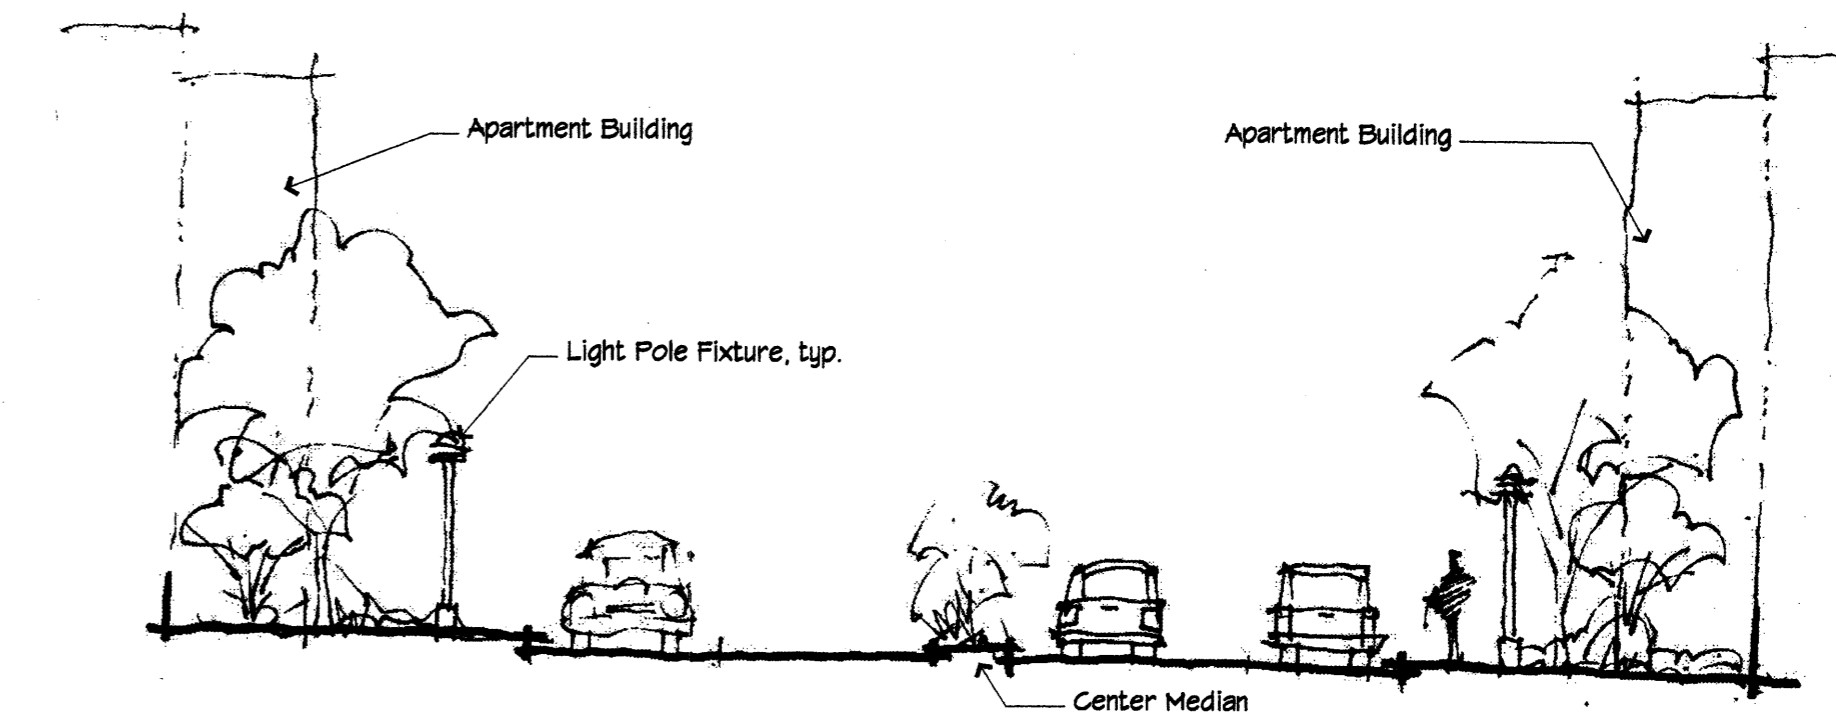 Apartment Building
Apartment Building
Light Pole Fixture, typ.
Center Median